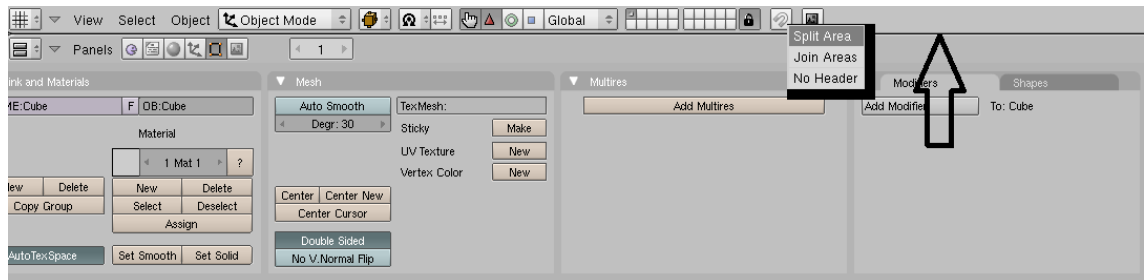 View Select Object Object Mode Global
Split Area
Join Areas
No Header
Panels 1
ink and Materials
ME:Cube F OB:Cube
Material
1 Mat 1 ?
New Delete
Copy Group
New Delete
Select Deselect
Assign
AutoTexSpace Set Smooth Set Solid
Mesh
Auto Smooth
Degr: 30
TexMesh:
Sticky Make
UV Texture New
Vertex Color New
Center Center New
Center Cursor
Double Sided
No V.Normal Flip
Multires
Add Multires
Modifiers Shapes
Add Modifier To: Cube